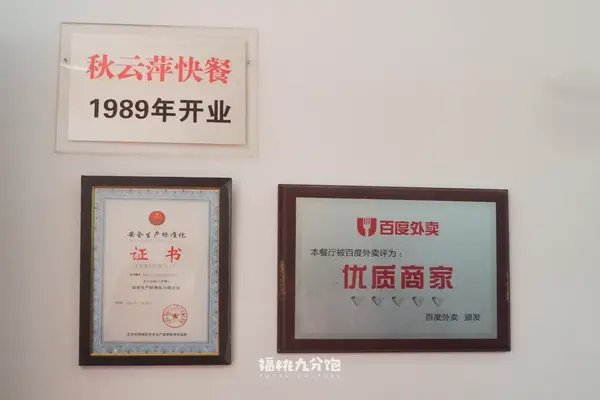 秋云萍快餐
1989年开业
安全生产标准化
证书
百度外卖
本餐厅被百度外卖评为：
优质商家
百度外卖 颁发
福桃九分饱